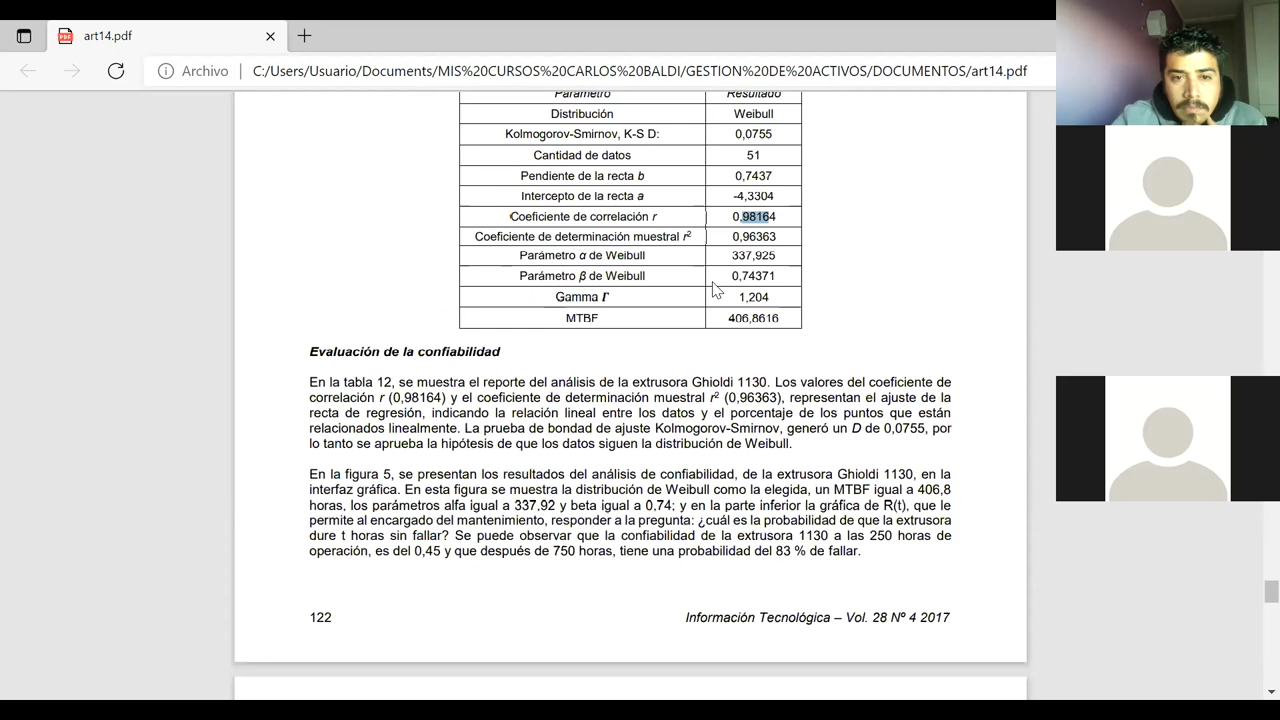 art14.pdf
Archivo | C:/Users/Usuario/Documents/MIS%20CURSOS%20CARLOS%20BALDI/GESTION%20DE%20ACTIVOS/DOCUMENTOS/art14.pdf
Parámetro Resultado
Distribución Weibull
Kolmogorov-Smirnov, K-S D: 0,0755
Cantidad de datos 51
Pendiente de la recta b 0,7437
Intercepto de la recta a -4,3304
Coeficiente de correlación r 0,98164
Coeficiente de determinación muestral r² 0,96363
Parámetro α de Weibull 337,925
Parámetro β de Weibull 0,74371
Gamma Γ 1,204
MTBF 406,8616
Evaluación de la confiabilidad
En la tabla 12, se muestra el reporte del análisis de la extrusora Ghioldi 1130. Los valores del coeficiente de
correlación r (0,98164) y el coeficiente de determinación muestral r² (0,96363), representan el ajuste de la
recta de regresión, indicando la relación lineal entre los datos y el porcentaje de los puntos que están
relacionados linealmente. La prueba de bondad de ajuste Kolmogorov-Smirnov, generó un D de 0,0755, por
lo tanto se aprueba la hipótesis de que los datos siguen la distribución de Weibull.
En la figura 5, se presentan los resultados del análisis de confiabilidad, de la extrusora Ghioldi 1130, en la
interfaz gráfica. En esta figura se muestra la distribución de Weibull como la elegida, un MTBF igual a 406,8
horas, los parámetros alfa igual a 337,92 y beta igual a 0,74; y en la parte inferior la gráfica de R(t), que le
permite al encargado del mantenimiento, responder a la pregunta: ¿cuál es la probabilidad de que la extrusora
dure t horas sin fallar? Se puede observar que la confiabilidad de la extrusora 1130 a las 250 horas de
operación, es del 0,45 y que después de 750 horas, tiene una probabilidad del 83 % de fallar.
122 Información Tecnológica – Vol. 28 Nº 4 2017